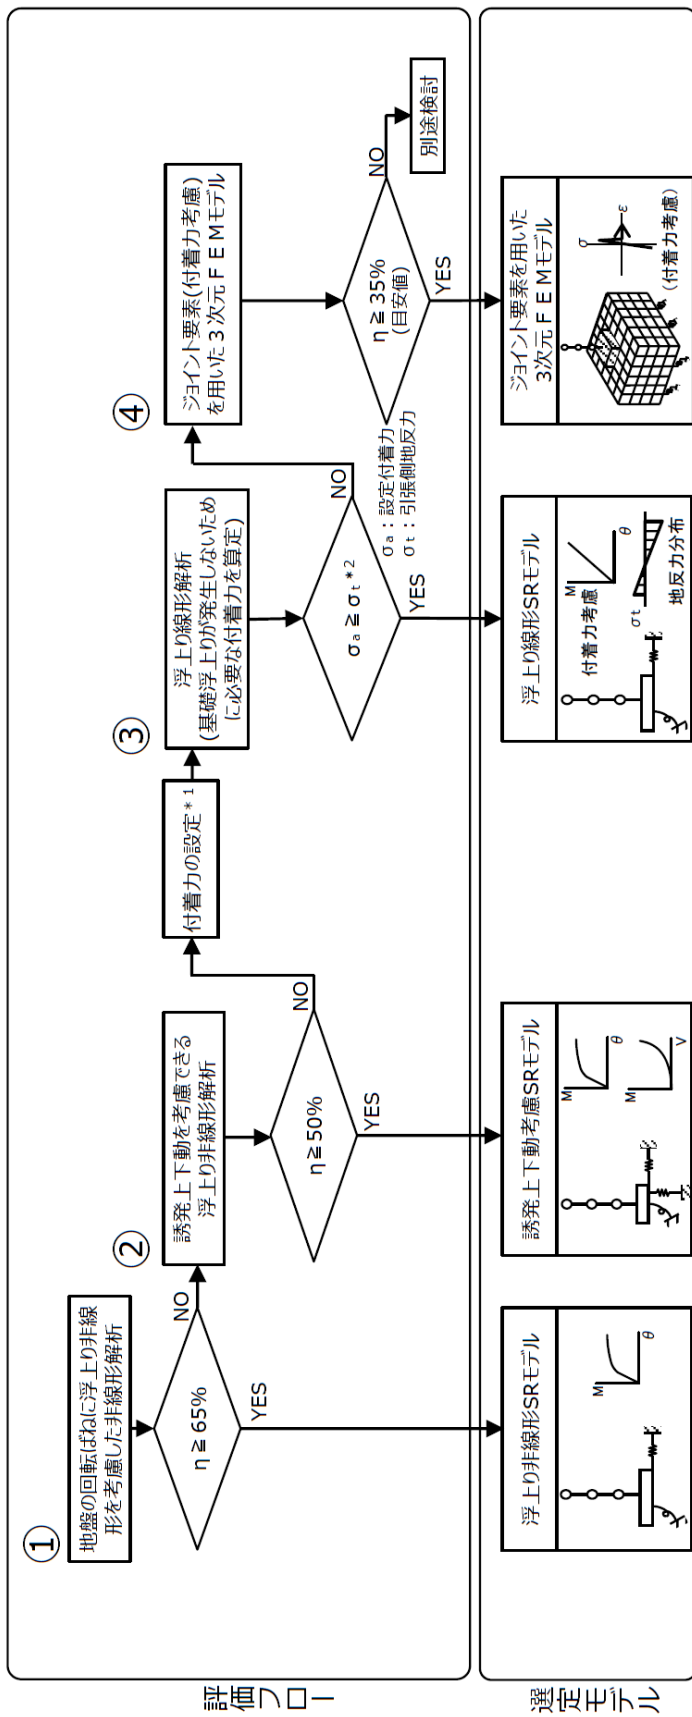 評価フロー
①
地盤の回転ばねに浮上り非線
形を考慮した非線形解析
η≧65%
NO
YES
②
誘発上下動を考慮できる
浮上り非線形解析
η≧50%
NO
YES
付着力の設定*1
③
浮上り線形解析
(基礎浮上りが発生しないため
に必要な付着力を算定)
σa≧σt*2
NO
YES
σa：設定付着力
σt：引張側地反力
④
ジョイント要素(付着力考慮)
を用いた3次元ＦＥＭモデル
η≧35%
(目安値)
NO
YES
別途検討
選定モデル
浮上り非線形SRモデル
M
θ
誘発上下動考慮SRモデル
M
θ
M
V
浮上り線形SRモデル
付着力考慮
M
θ
σt
地反力分布
ジョイント要素を用いた
3次元ＦＥＭモデル
σ
ε
(付着力考慮)